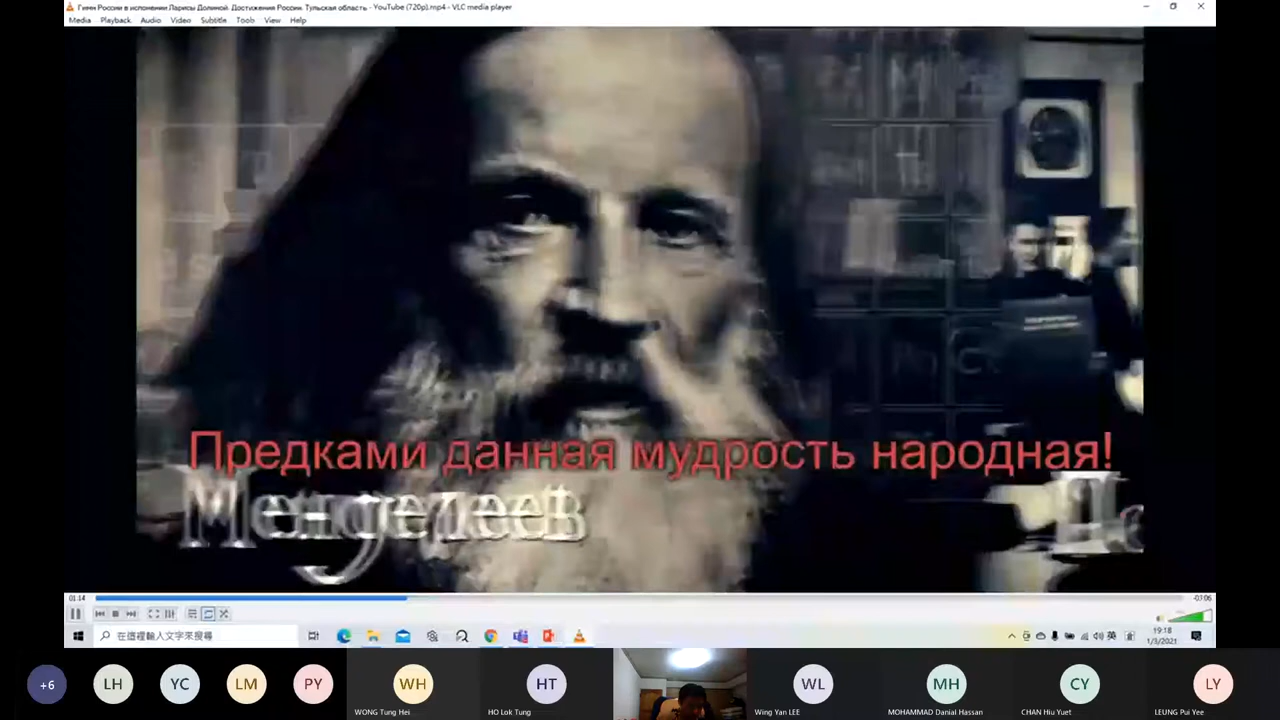 Гимн России в исполнении Ларисы Долиной. Достижения России. Тульская область - YouTube (720p).mp4 - VLC media player
Media Playback Audio Video Subtitle Tools View Help
Предками данная мудрость народная!
Менделеев
До
01:14
-03:06
在這裡輸入文字來搜尋
英
19:18
1/3/2021
+6
LH
YC
LM
PY
WH
WONG Tung Hei
HT
HO Lok Tung
WL
Wing Yan LEE
MH
MOHAMMAD Danial Hassan
CY
CHAN Hiu Yuet
LY
LEUNG Pui Yee